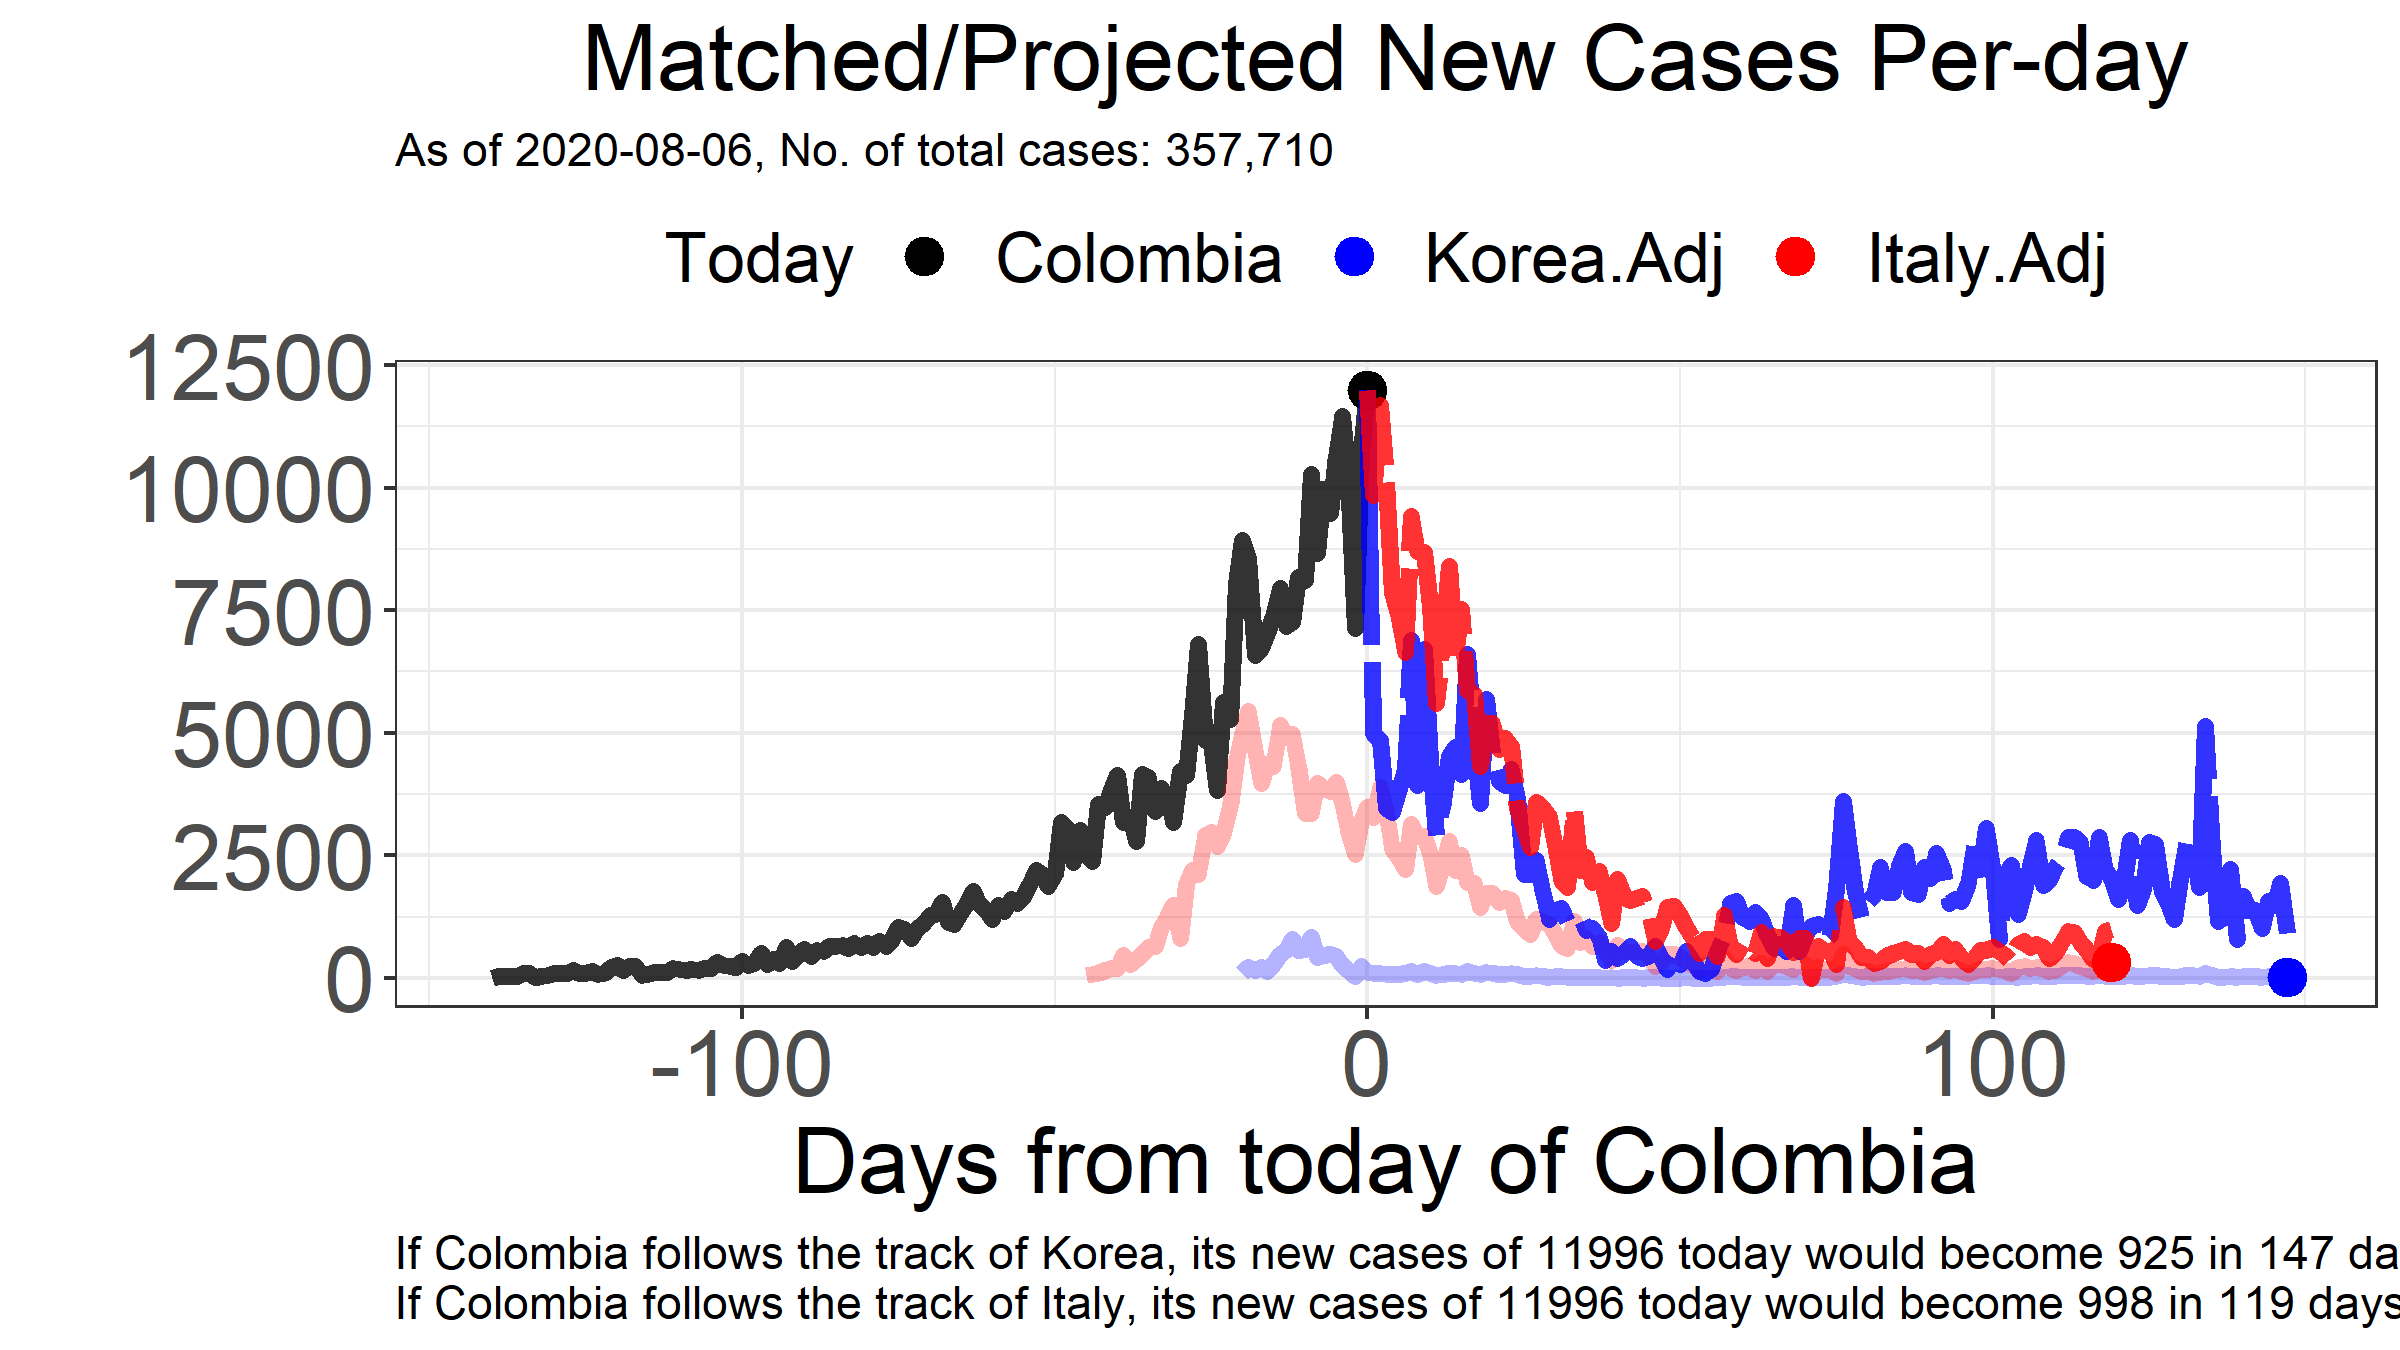 Matched/Projected New Cases Per-day
As of 2020-08-06, No. of total cases: 357,710
Today Colombia Korea.Adj Italy.Adj
12500
10000
7500
5000
2500
0
-100 0 100
Days from today of Colombia
If Colombia follows the track of Korea, its new cases of 11996 today would become 925 in 147 da
If Colombia follows the track of Italy, its new cases of 11996 today would become 998 in 119 days